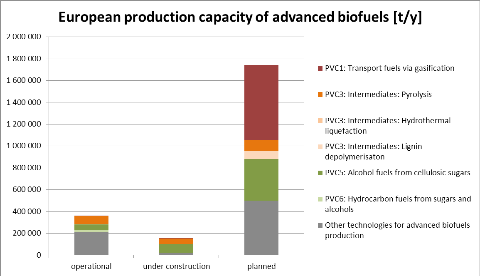 European production capacity of advanced biofuels [t/y]
2 000 000
1 800 000
1 600 000
1 400 000
1 200 000
1 000 000
800 000
600 000
400 000
200 000
0
operational
under construction
planned
PVC1: Transport fuels via gasification
PVC3: Intermediates: Pyrolysis
PVC3: Intermediates: Hydrothermal
liquefaction
PVC3: Intermediates: Lignin
depolymerisaton
PVC5: Alcohol fuels from cellulosic sugars
PVC6: Hydrocarbon fuels from sugars and
alcohols
Other technologies for advanced biofuels
production